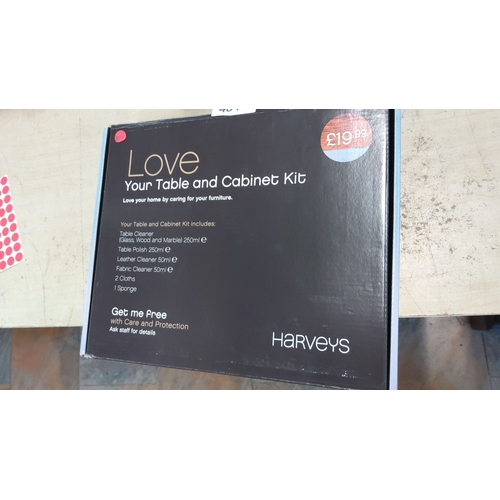 £19.99
Love
Your Table and Cabinet Kit
Love your home by caring for your furniture.
Your Table and Cabinet Kit includes:
Table Cleaner
(Glass, Wood and Marble) 250ml ℮
Table Polish 250ml ℮
Leather Cleaner 50ml ℮
Fabric Cleaner 50ml ℮
2 Cloths
1 Sponge
Get me free
with Care and Protection
Ask staff for details
HARVEYS